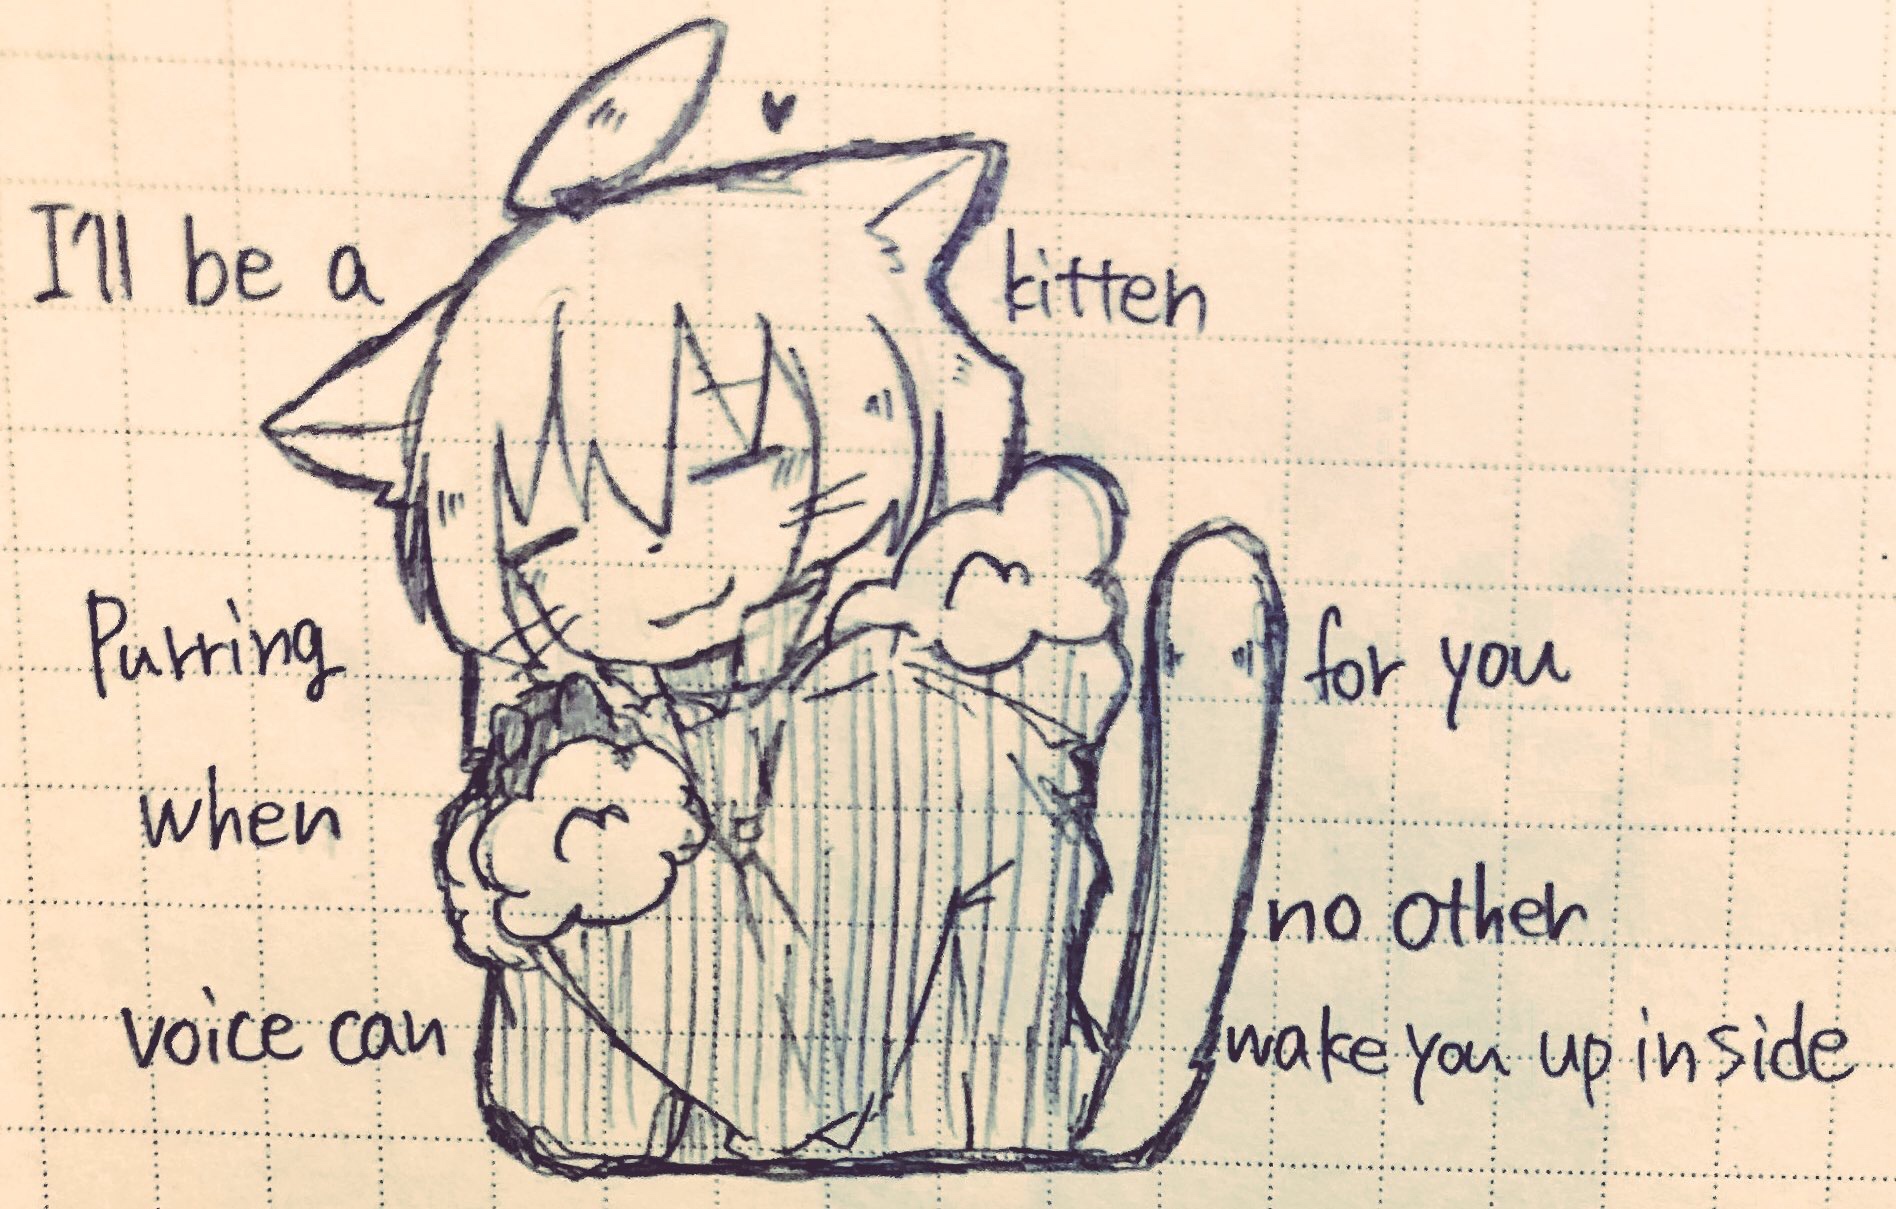 I'll be a kitten
Purring for you
when no other
voice can wake you up inside